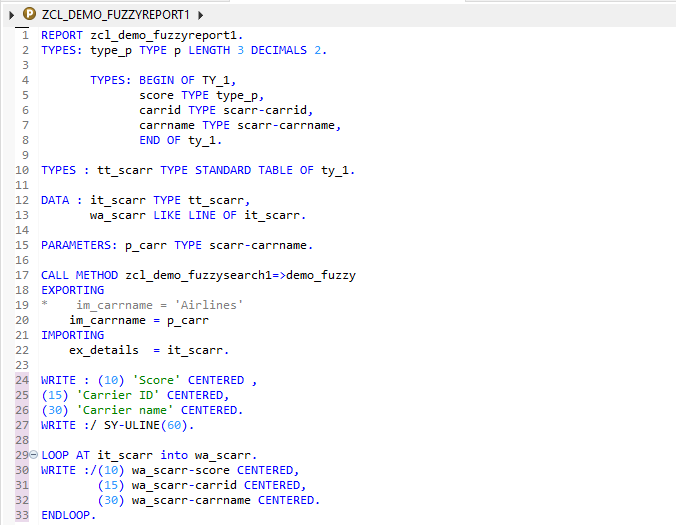 ZCL_DEMO_FUZZYREPORT1
1 REPORT zcl_demo_fuzzyreport1.
2 TYPES: type_p TYPE p LENGTH 3 DECIMALS 2.
3
4 TYPES: BEGIN OF TY_1,
5 score TYPE type_p,
6 carrid TYPE scarr-carrid,
7 carrname TYPE scarr-carrname,
8 END OF ty_1.
9
10 TYPES : tt_scarr TYPE STANDARD TABLE OF ty_1.
11
12 DATA : it_scarr TYPE tt_scarr,
13 wa_scarr LIKE LINE OF it_scarr.
14
15 PARAMETERS: p_carr TYPE scarr-carrname.
16
17 CALL METHOD zcl_demo_fuzzysearch1=>demo_fuzzy
18 EXPORTING
19 * im_carrname = 'Airlines'
20 im_carrname = p_carr
21 IMPORTING
22 ex_details = it_scarr.
23
24 WRITE : (10) 'Score' CENTERED ,
25 (15) 'Carrier ID' CENTERED,
26 (30) 'Carrier name' CENTERED.
27 WRITE :/ SY-ULINE(60).
28
29 LOOP AT it_scarr into wa_scarr.
30 WRITE :/(10) wa_scarr-score CENTERED,
31 (15) wa_scarr-carrid CENTERED,
32 (30) wa_scarr-carrname CENTERED.
33 ENDLOOP.